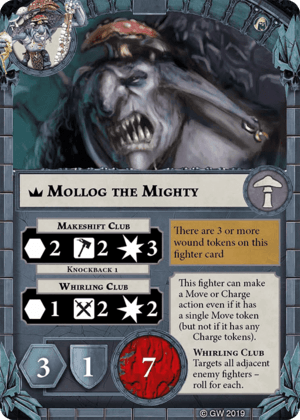 Mollog the Mighty
Makeshift Club
2 2 3
Knockback 1
Whirling Club
1 2 2
There are 3 or more
wound tokens on this
fighter card
This fighter can make
a Move or Charge
action even if it has
a single Move token
(but not if it has any
Charge tokens).
Whirling Club
Targets all adjacent
enemy fighters –
roll for each.
3 1 7
© GW 2019